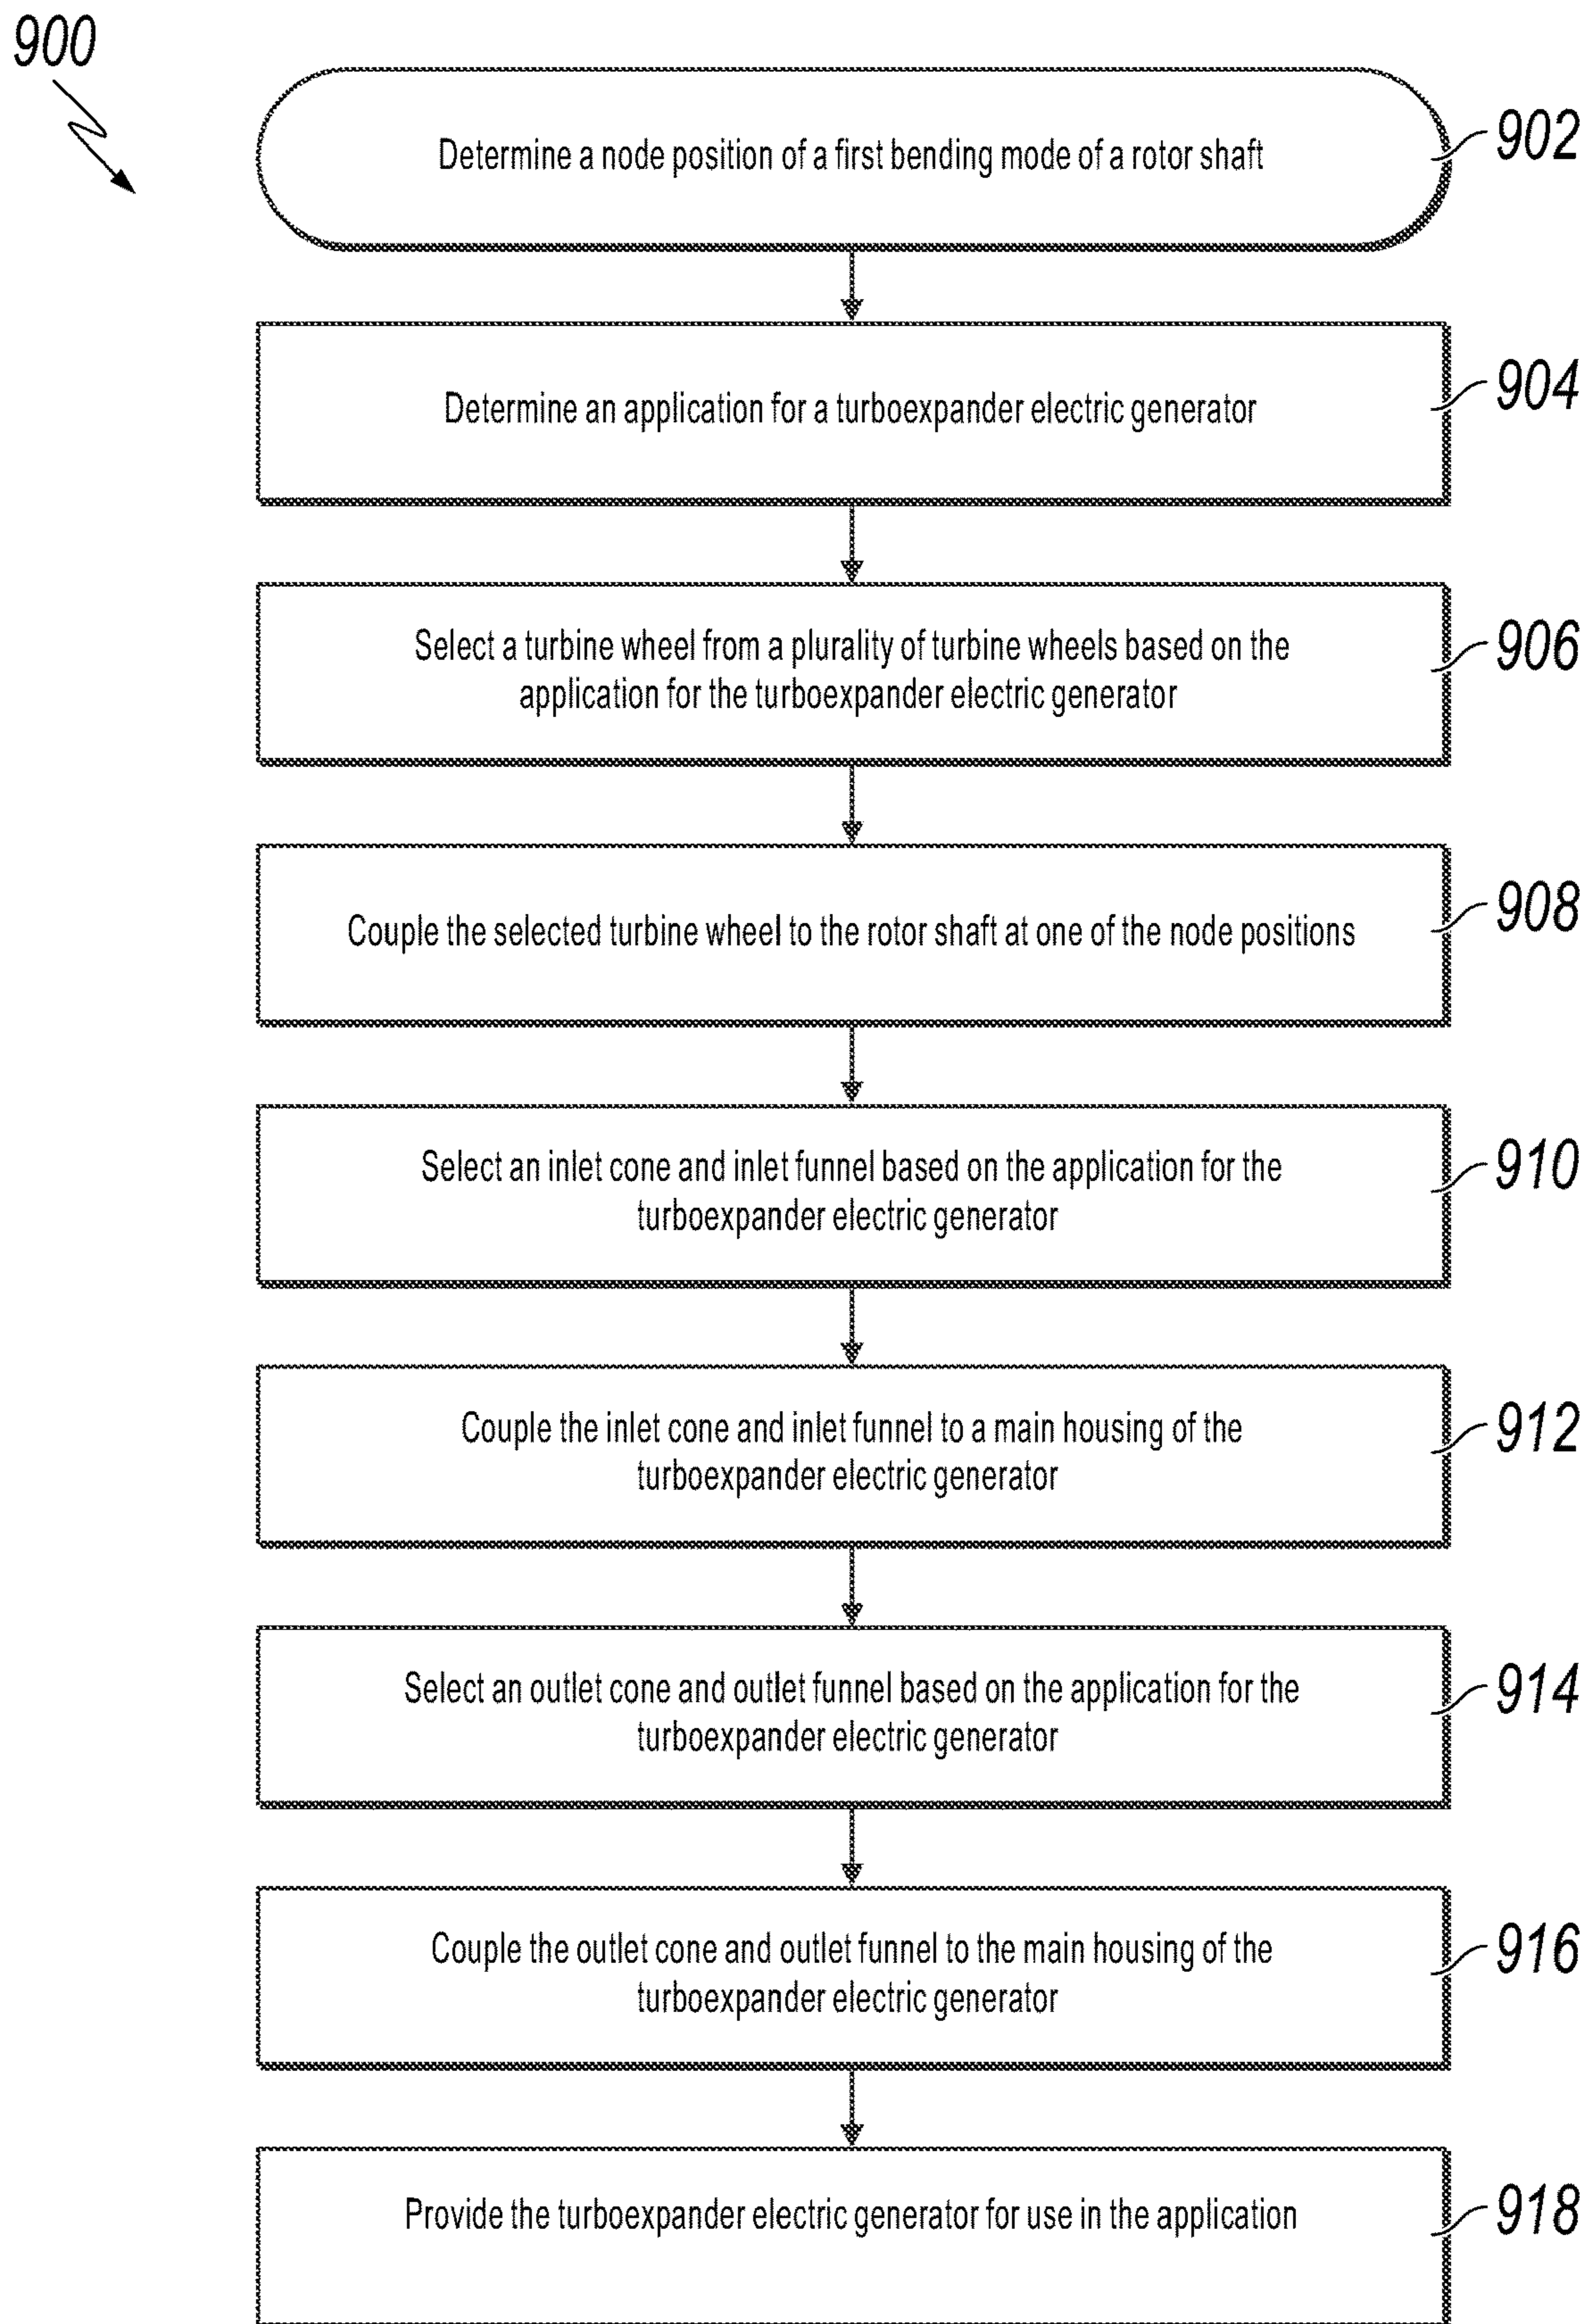 900
Determine a node position of a first bending mode of a rotor shaft
902
Determine an application for a turboexpander electric generator
904
Select a turbine wheel from a plurality of turbine wheels based on the
application for the turboexpander electric generator
906
Couple the selected turbine wheel to the rotor shaft at one of the node positions
908
Select an inlet cone and inlet funnel based on the application for the
turboexpander electric generator
910
Couple the inlet cone and inlet funnel to a main housing of the
turboexpander electric generator
912
Select an outlet cone and outlet funnel based on the application for the
turboexpander electric generator
914
Couple the outlet cone and outlet funnel to the main housing of the
turboexpander electric generator
916
Provide the turboexpander electric generator for use in the application
918